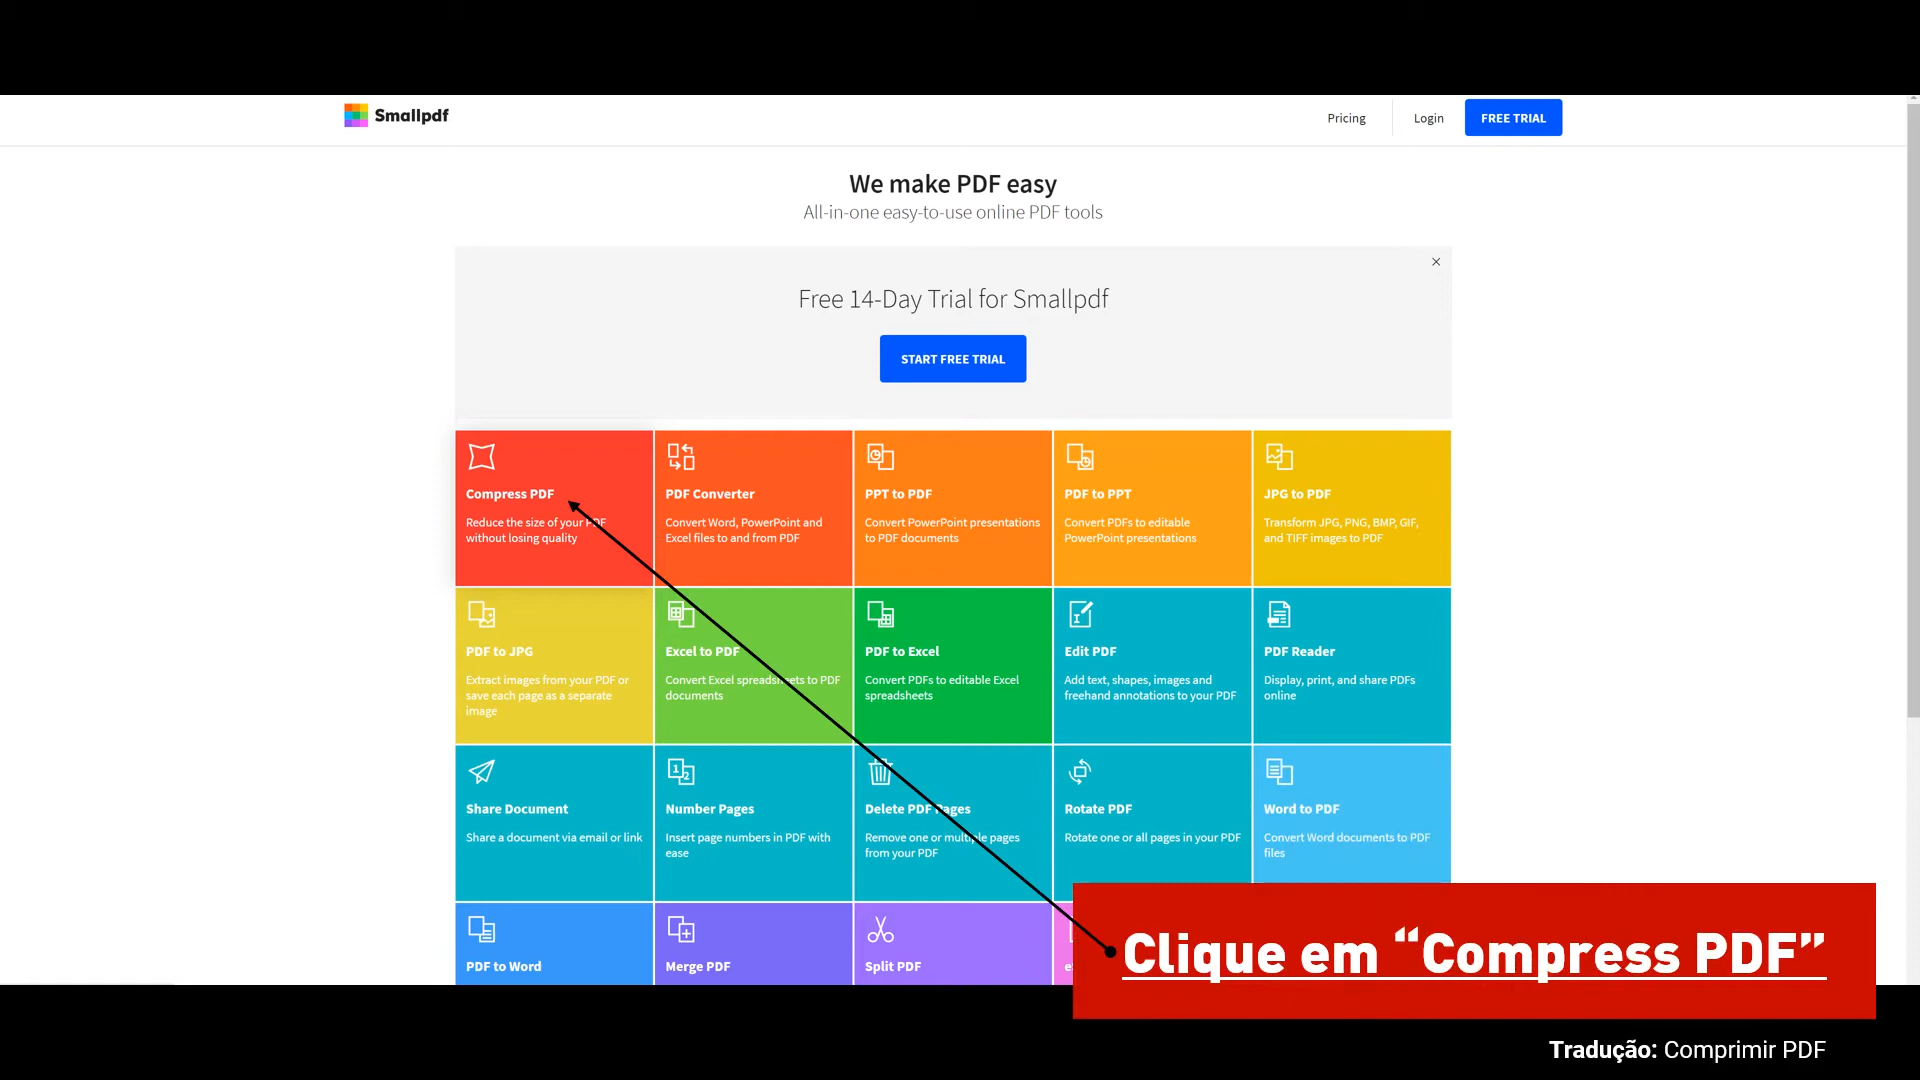 Smallpdf
Pricing
Login
FREE TRIAL
We make PDF easy
All-in-one easy-to-use online PDF tools
Free 14-Day Trial for Smallpdf
START FREE TRIAL
Compress PDF
Reduce the size of your PDF
without losing quality
PDF Converter
Convert Word, PowerPoint and
Excel files to and from PDF
PPT to PDF
Convert PowerPoint presentations
to PDF documents
PDF to PPT
Convert PDFs to editable
PowerPoint presentations
JPG to PDF
Transform JPG, PNG, BMP, GIF,
and TIFF images to PDF
PDF to JPG
Extract images from your PDF or
save each page as a separate
image
Excel to PDF
Convert Excel spreadsheets to PDF
documents
PDF to Excel
Convert PDFs to editable Excel
spreadsheets
Edit PDF
Add text, shapes, images and
freehand annotations to your PDF
PDF Reader
Display, print, and share PDFs
online
Share Document
Share a document via email or link
Number Pages
Insert page numbers in PDF with
ease
Delete PDF Pages
Remove one or multiple pages
from your PDF
Rotate PDF
Rotate one or all pages in your PDF
Word to PDF
Convert Word documents to PDF
files
PDF to Word
Merge PDF
Split PDF
Clique em “Compress PDF”
Tradução: Comprimir PDF